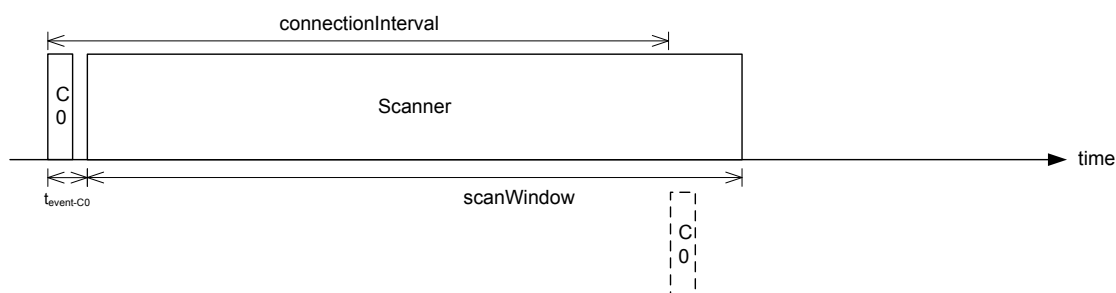 connectionInterval
C
0
Scanner
time
tevent-C0
scanWindow
C
0